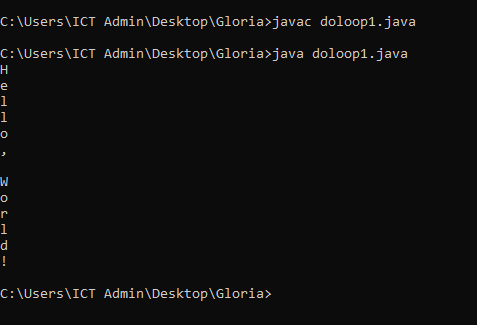 C:\Users\ICT Admin\Desktop\Gloria>javac doloop1.java
C:\Users\ICT Admin\Desktop\Gloria>java doloop1.java
H
e
l
l
o
,
W
o
r
l
d
!
C:\Users\ICT Admin\Desktop\Gloria>